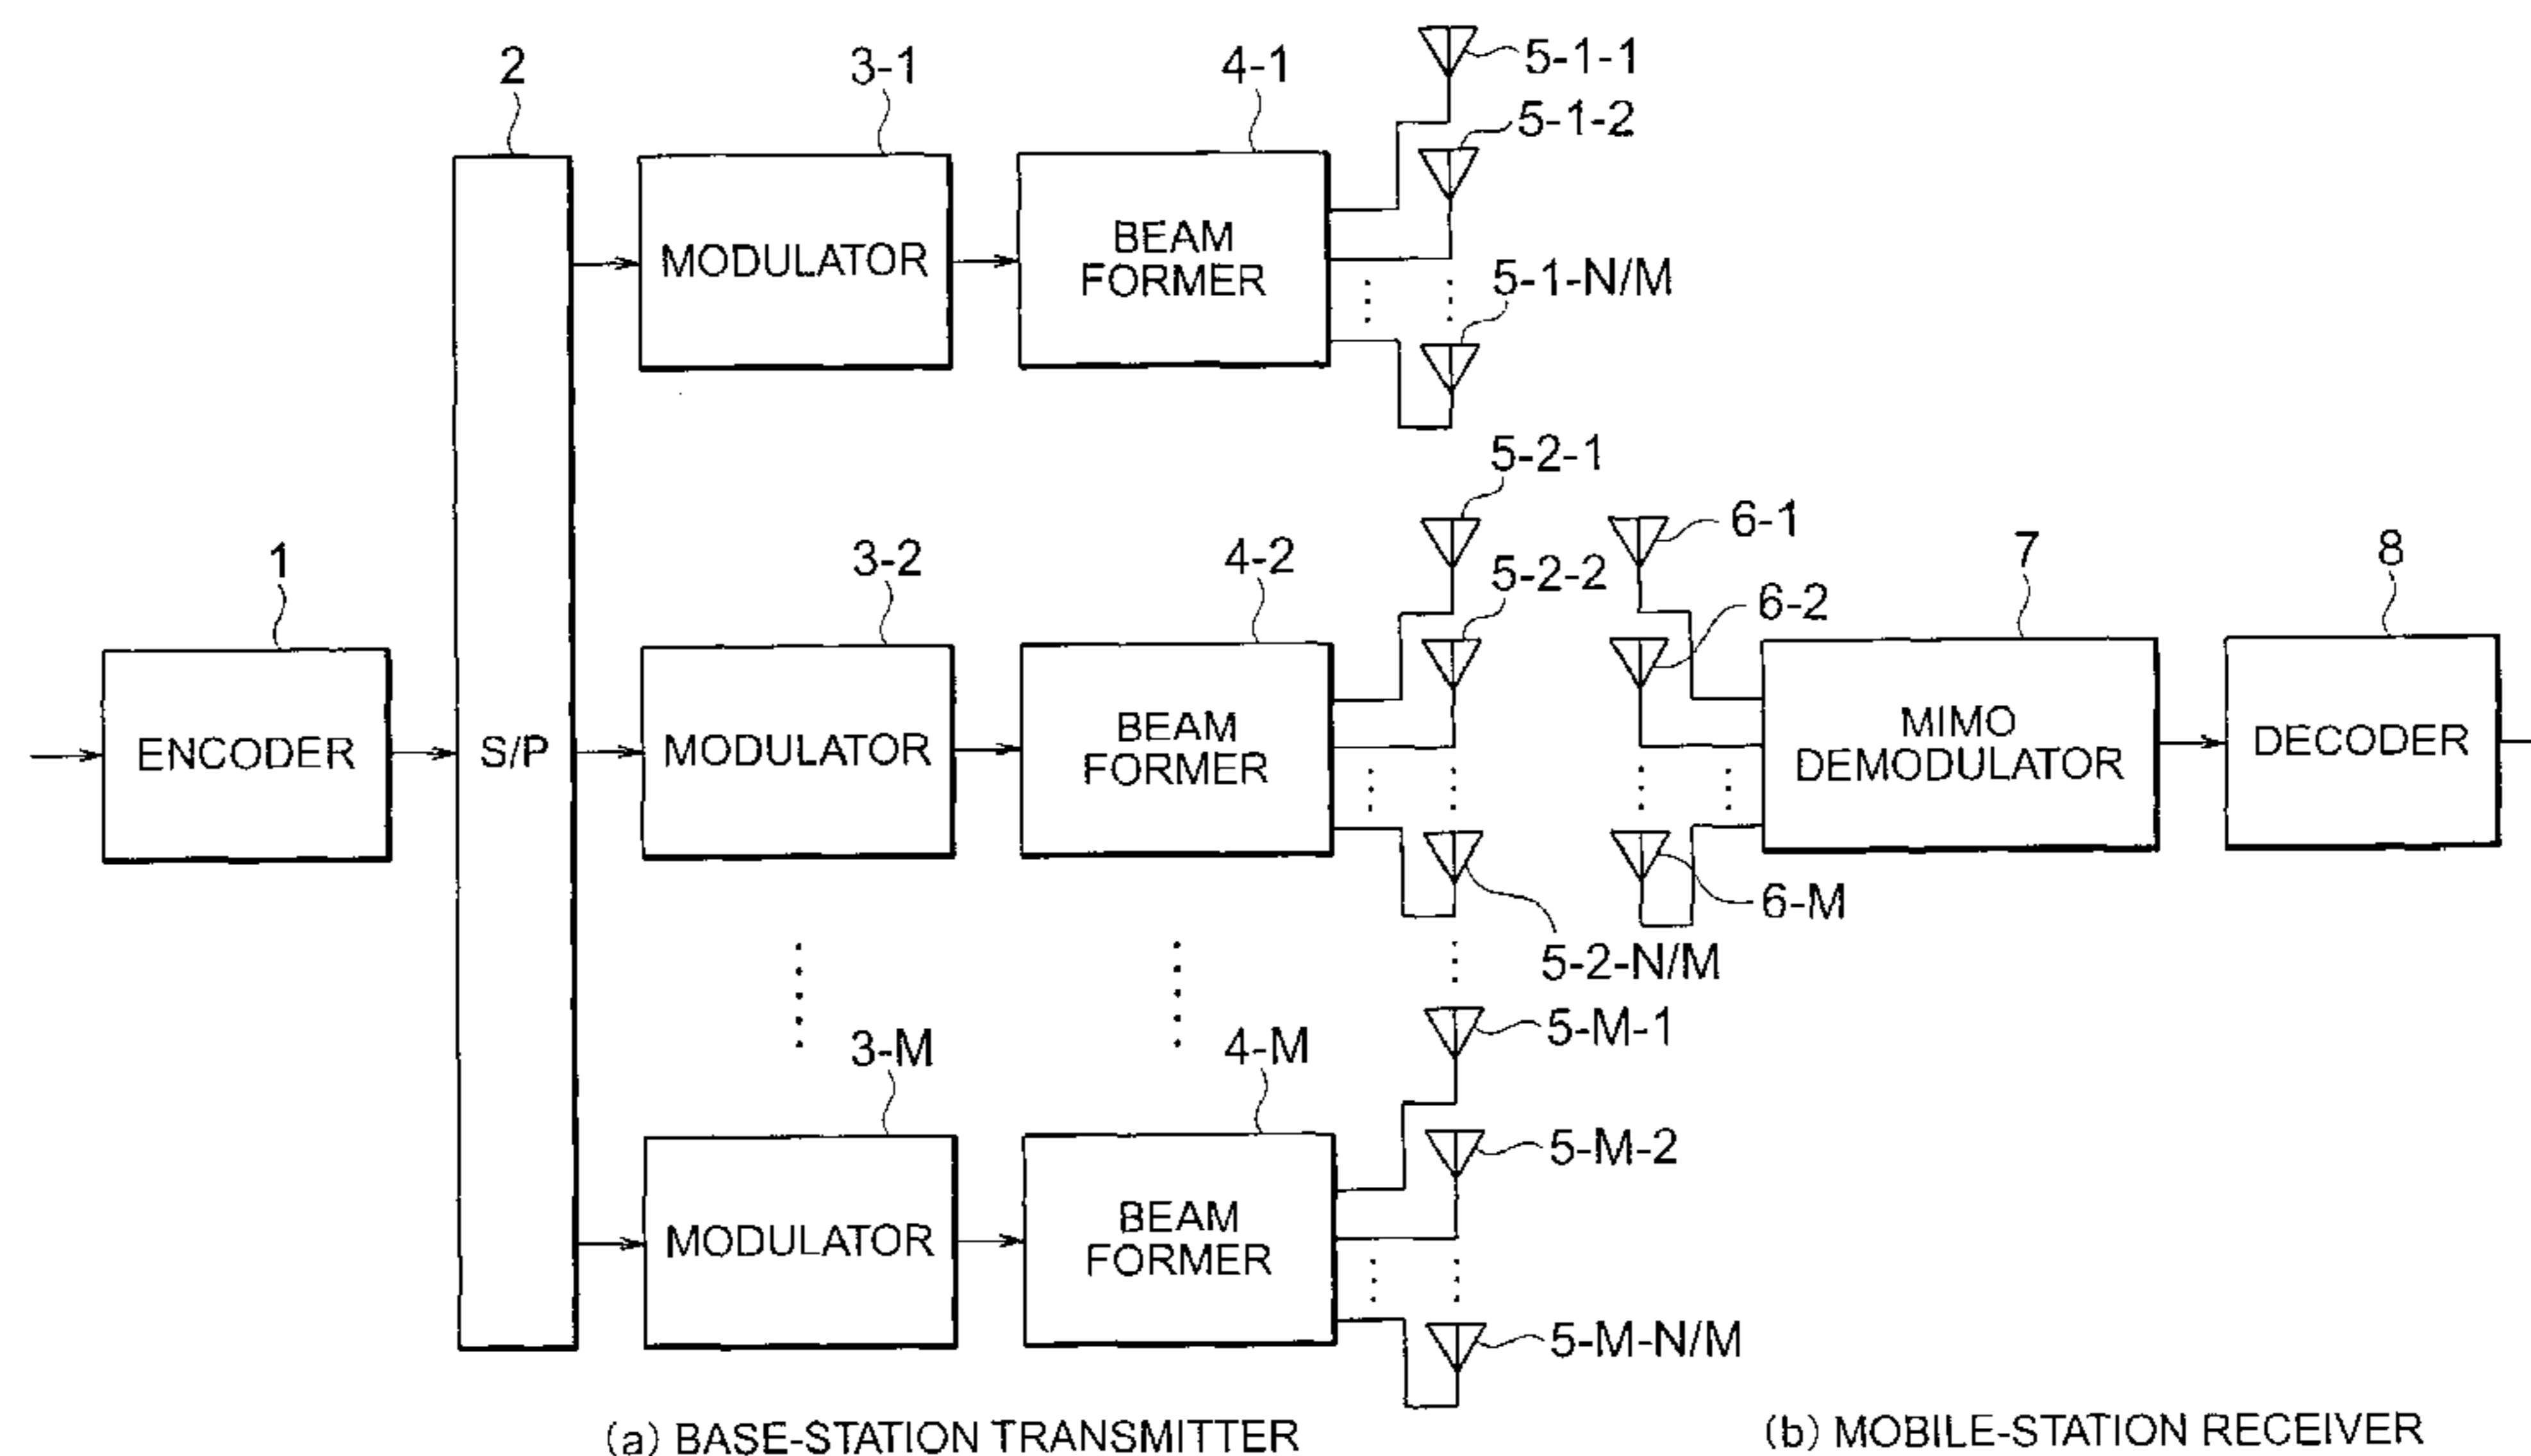 2
3-1
4-1
5-1-1
5-1-2
MODULATOR
BEAM
FORMER
5-1-N/M
5-2-1
1
3-2
4-2
5-2-2
6-1
6-2
7
8
ENCODER
S/P
MODULATOR
BEAM
FORMER
MIMO
DEMODULATOR
DECODER
6-M
5-2-N/M
3-M
4-M
5-M-1
5-M-2
MODULATOR
BEAM
FORMER
5-M-N/M
(a) BASE-STATION TRANSMITTER
(b) MOBILE-STATION RECEIVER